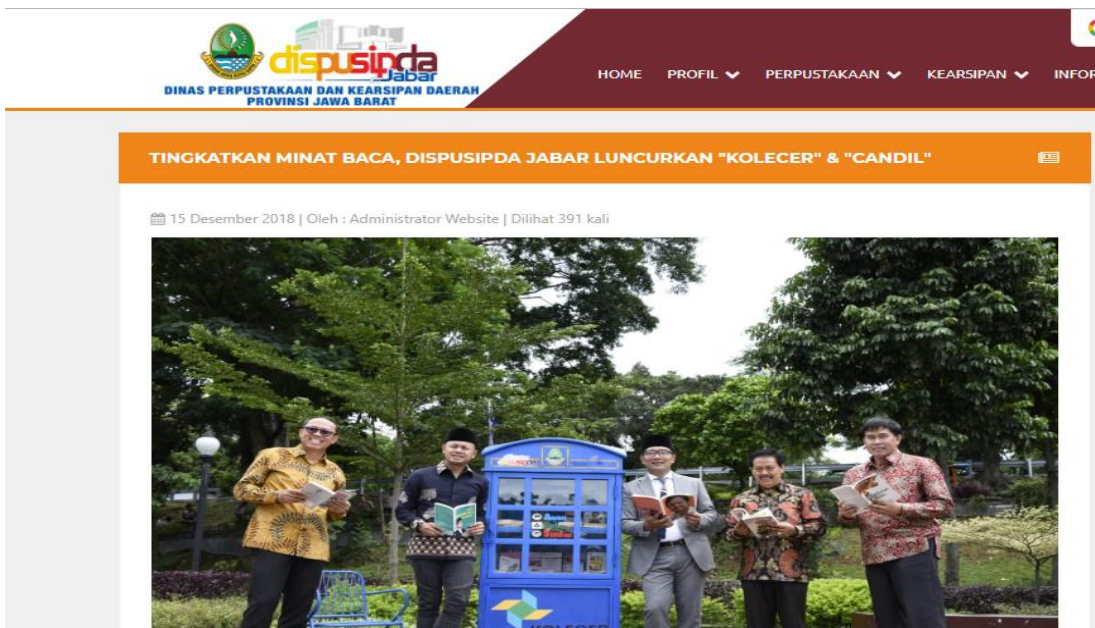 dispusipda
Jabar
DINAS PERPUSTAKAAN DAN KEARSIPAN DAERAH
PROVINSI JAWA BARAT
HOME PROFIL PERPUSTAKAAN KEARSIPAN INFOR
TINGKATKAN MINAT BACA, DISPUSIPDA JABAR LUNCURKAN "KOLECER" & "CANDIL"
15 Desember 2018 | Oleh : Administrator Website | Dilihat 391 kali
KOLECER